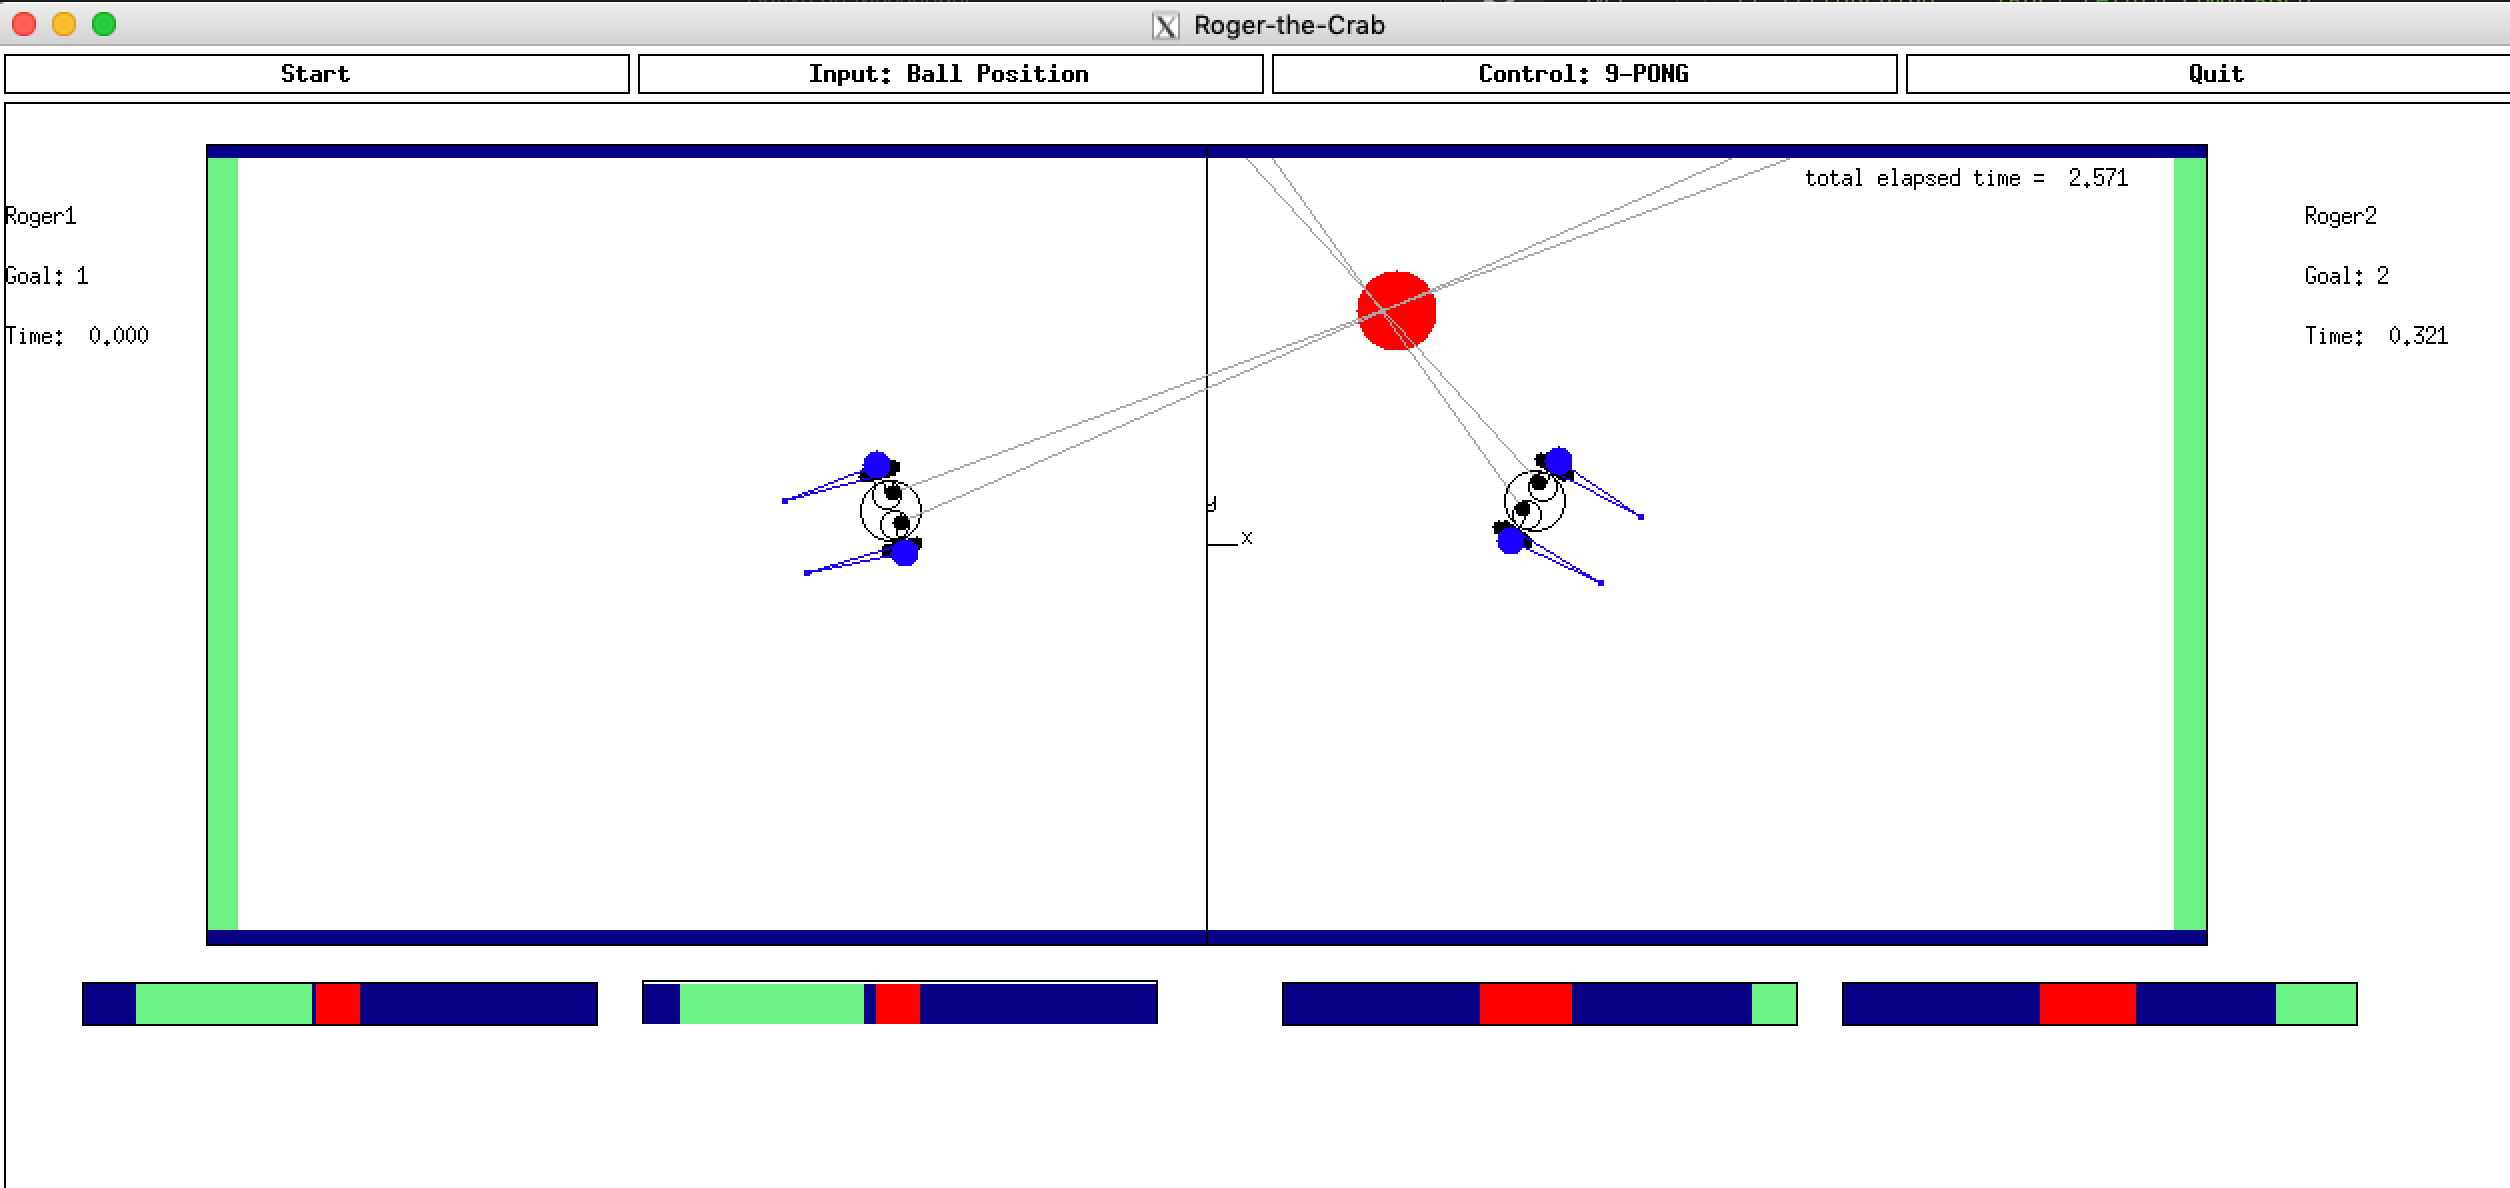 Roger-the-Crab
Start
Input: Ball Position
Control: 9-PONG
Quit
total elapsed time = 2.571
Roger1
Goal: 1
Time: 0.000
Roger2
Goal: 2
Time: 0.321
y
x